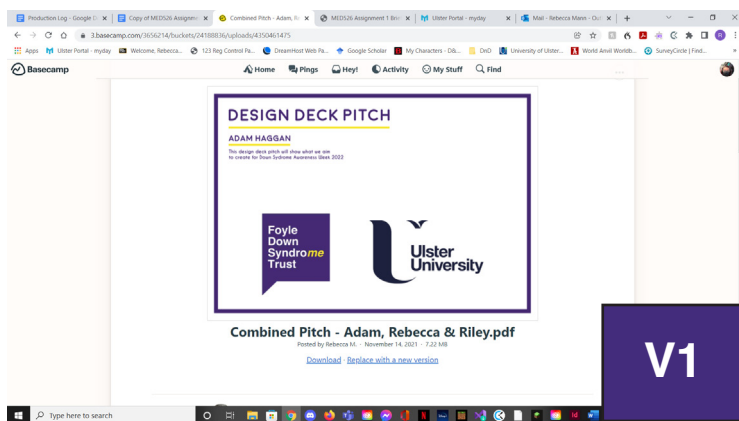 Production Log - Google D
Copy of MED526 Assignme
Combined Pitch - Adam, Re
MED526 Assignment 1 Brie
Ulster Portal - myday
Mail - Rebecca Mann - Out
3.basecamp.com/3656214/buckets/24188836/uploads/4350461475
Apps
Ulster Portal - myday
Welcome, Rebecca...
123 Reg Control Pa...
DreamHost Web Pa...
Google Scholar
My Characters - D&...
DnD
University of Ulster...
World Anvil Worldb...
SurveyCircle | Find...
Basecamp
Home
Pings
Hey!
Activity
My Stuff
Find
DESIGN DECK PITCH
ADAM HAGGAN
This design deck pitch will show what we aim
to create for Down Sydrome Awareness Week 2022
Foyle
Down
Syndrome
Trust
Ulster
University
Combined Pitch - Adam, Rebecca & Riley.pdf
Posted by Rebecca M. · November 14, 2021 · 7.22 MB
Download · Replace with a new version
V1
Type here to search